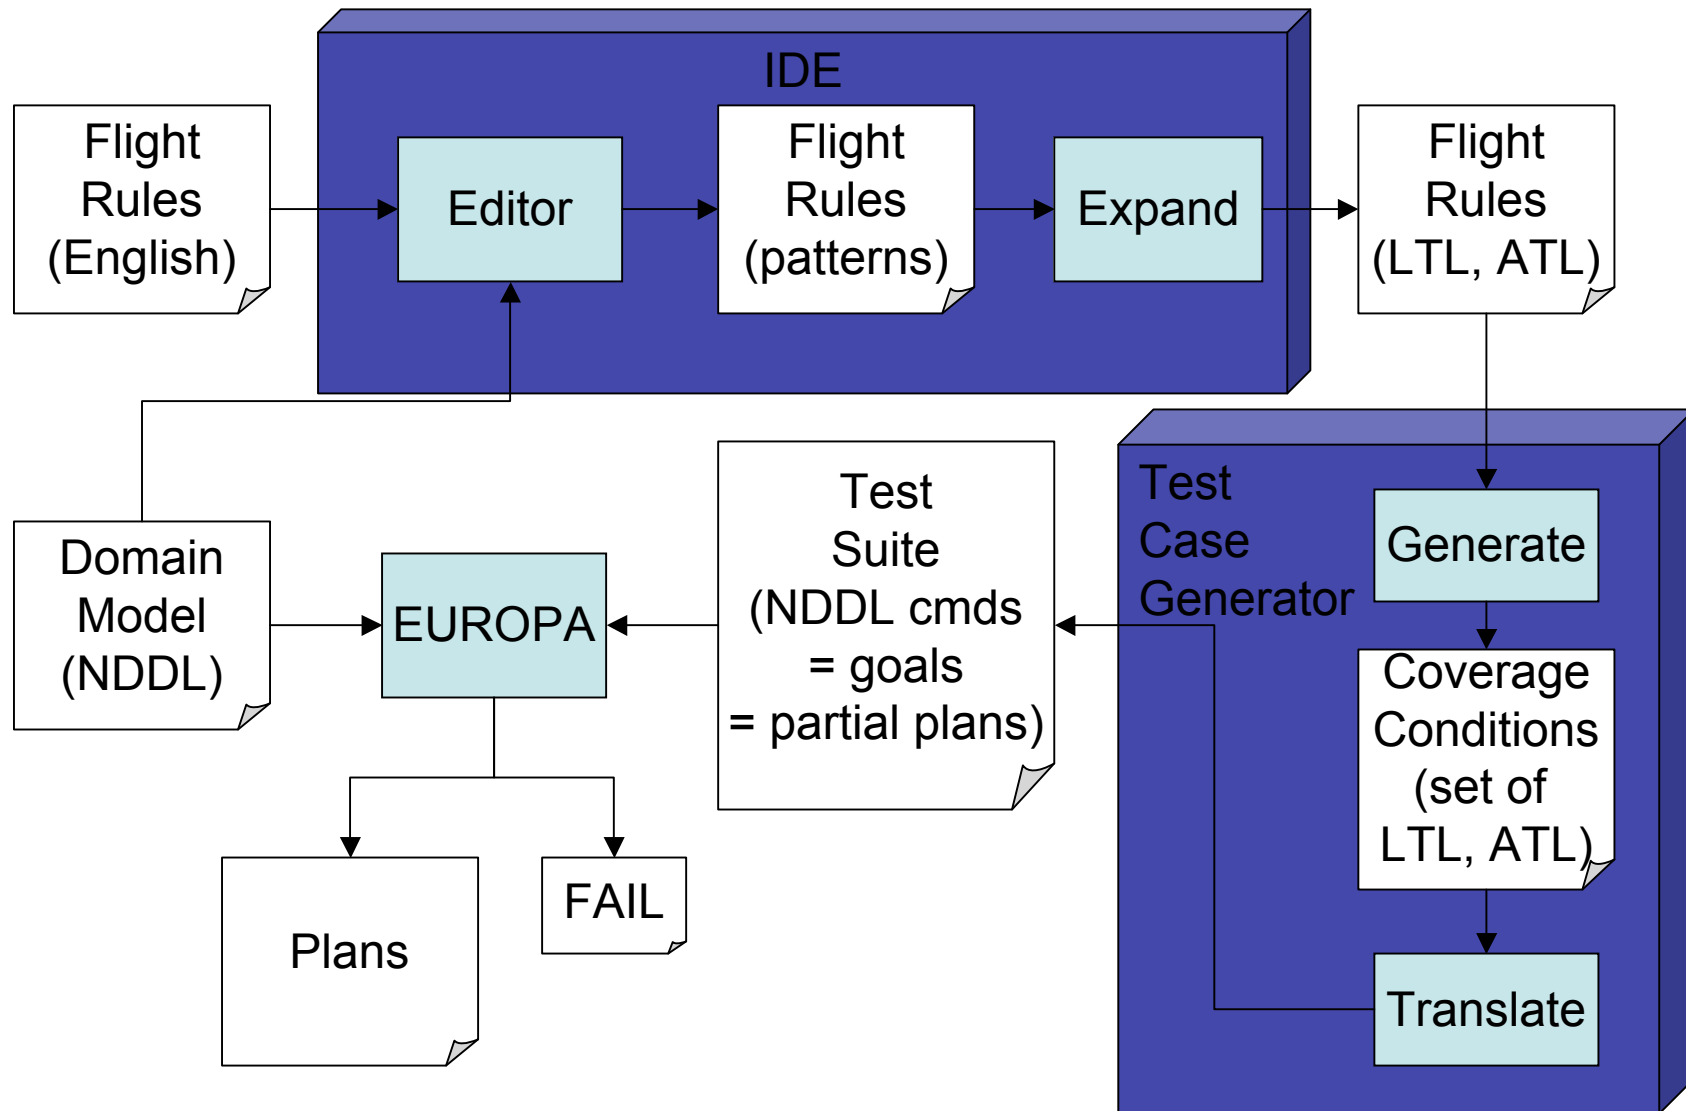 IDE
Flight
Rules
(English)
Editor
Flight
Rules
(patterns)
Expand
Flight
Rules
(LTL, ATL)
Domain
Model
(NDDL)
EUROPA
Test
Suite
(NDDL cmds
= goals
= partial plans)
Test
Case
Generator
Generate
Coverage
Conditions
(set of
LTL, ATL)
Translate
Plans
FAIL